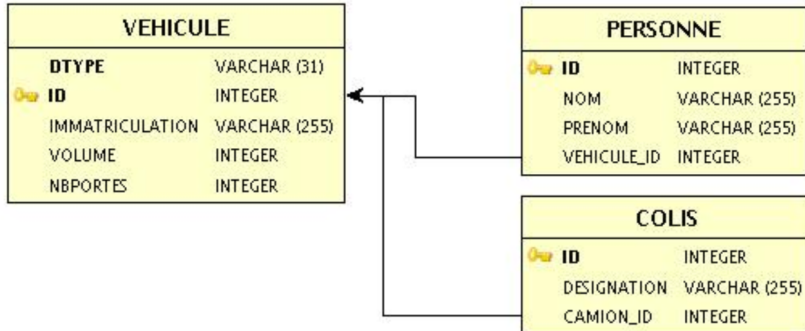 VEHICULE
DTYPE VARCHAR (31)
ID INTEGER
IMMATRICULATION VARCHAR (255)
VOLUME INTEGER
NBPORTES INTEGER
PERSONNE
ID INTEGER
NOM VARCHAR (255)
PRENOM VARCHAR (255)
VEHICULE_ID INTEGER
COLIS
ID INTEGER
DESIGNATION VARCHAR (255)
CAMION_ID INTEGER